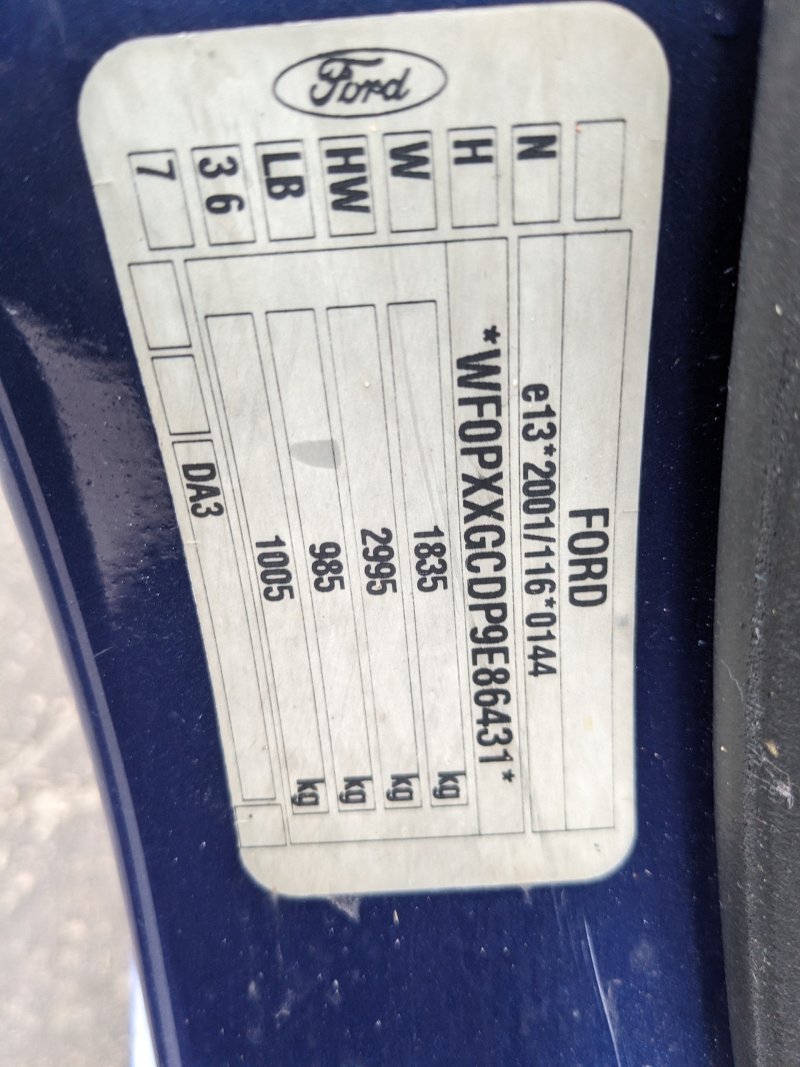 Ford
FORD
e13*2001/116*0144
*WF0PXXGCDP9E86431*
1835 kg
2995 kg
985 kg
1005 kg
DA3
N
H
W
HW
LB
3 6
7